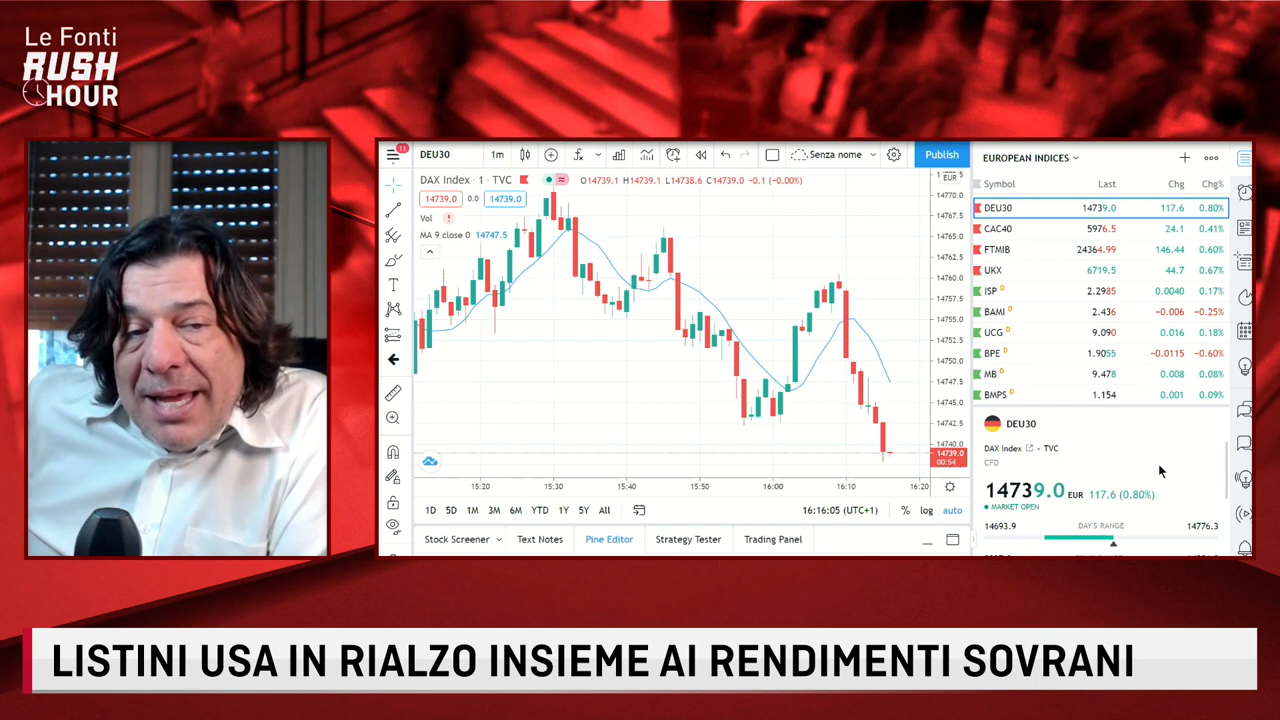 Le Fonti
RUSH
HOUR
11
DEU30
1m
Senza nome
Publish
DAX Index · 1 · TVC
O14739.1 H14739.1 L14738.6 C14739.0 −0.1 (−0.00%)
14739.0 0.0 14739.0
Vol
MA 9 close 0 14747.5
EUR
14770.0
14767.5
14765.0
14762.5
14760.0
14757.5
14755.0
14752.5
14750.0
14747.5
14745.0
14742.5
14740.0
14739.0
00:54
15:20 15:30 15:40 15:50 16:00 16:10 16:20
1D 5D 1M 3M 6M YTD 1Y 5Y All
16:16:05 (UTC+1) % log auto
Stock Screener Text Notes Pine Editor Strategy Tester Trading Panel
EUROPEAN INDICES
Symbol Last Chg Chg%
DEU30 14739.0 117.6 0.80%
CAC40 5976.5 24.1 0.41%
FTMIB 24364.99 146.44 0.60%
UKX 6719.5 44.7 0.67%
ISP D 2.2985 0.0040 0.17%
BAMI D 2.436 −0.006 −0.25%
UCG D 9.090 0.016 0.18%
BPE D 1.9055 −0.0115 −0.60%
MB D 9.478 0.008 0.08%
BMPS D 1.154 0.001 0.09%
DEU30
DAX Index · TVC
CFD
14739.0 EUR 117.6 (0.80%)
MARKET OPEN
14693.9 DAY'S RANGE 14776.3
LISTINI USA IN RIALZO INSIEME AI RENDIMENTI SOVRANI